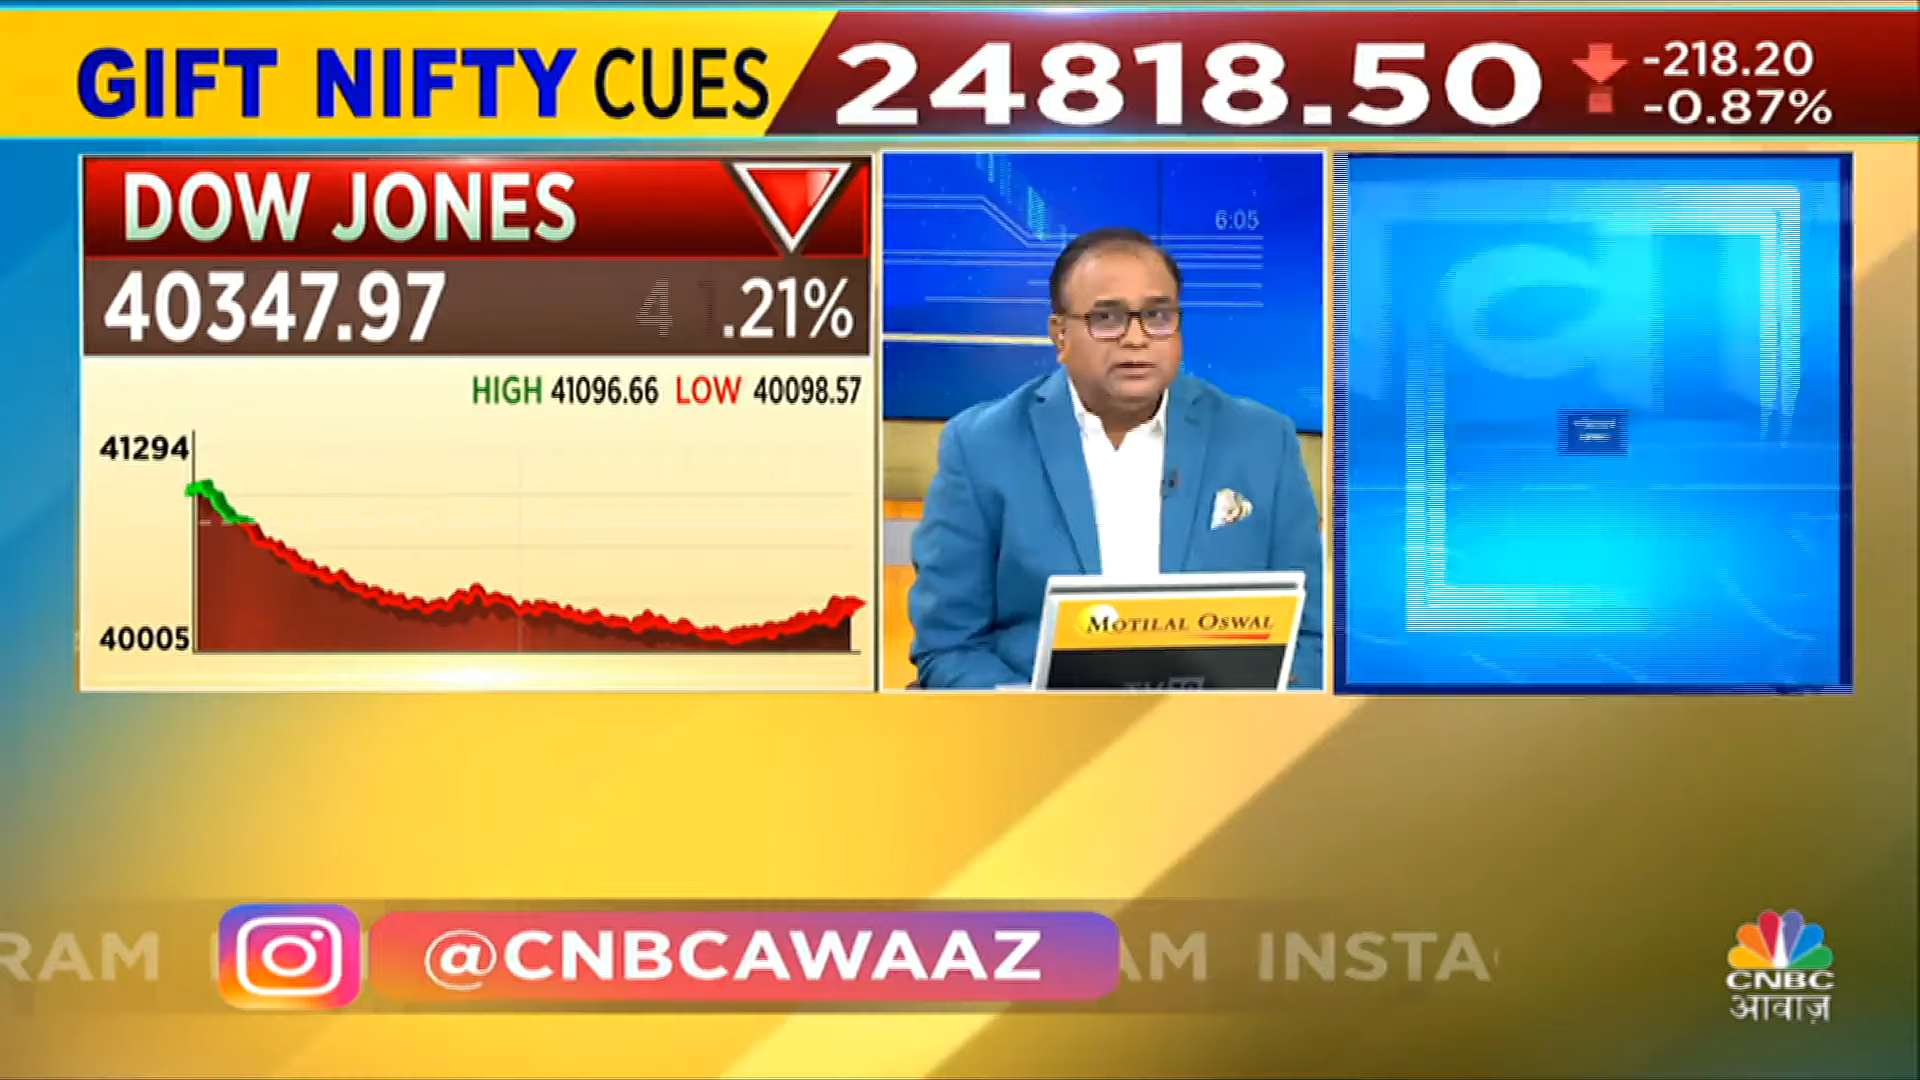 GIFT NIFTY CUES
24818.50
-218.20
-0.87%
DOW JONES
40347.97
.21%
HIGH 41096.66 LOW 40098.57
41294
40005
6:05
MOTILAL OSWAL
RAM
@CNBCAWAAZ
AM INSTA
CNBC
आवाज़